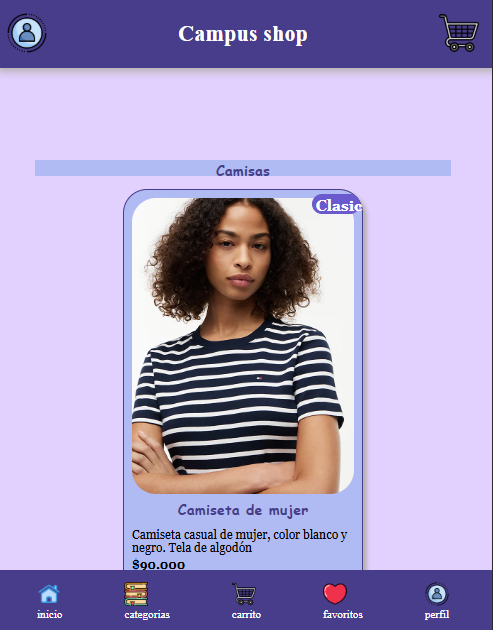 Campus shop
Camisas
Clasic
Camiseta de mujer
Camiseta casual de mujer, color blanco y
negro. Tela de algodón
$90.000
inicio
categorias
carrito
favoritos
perfil